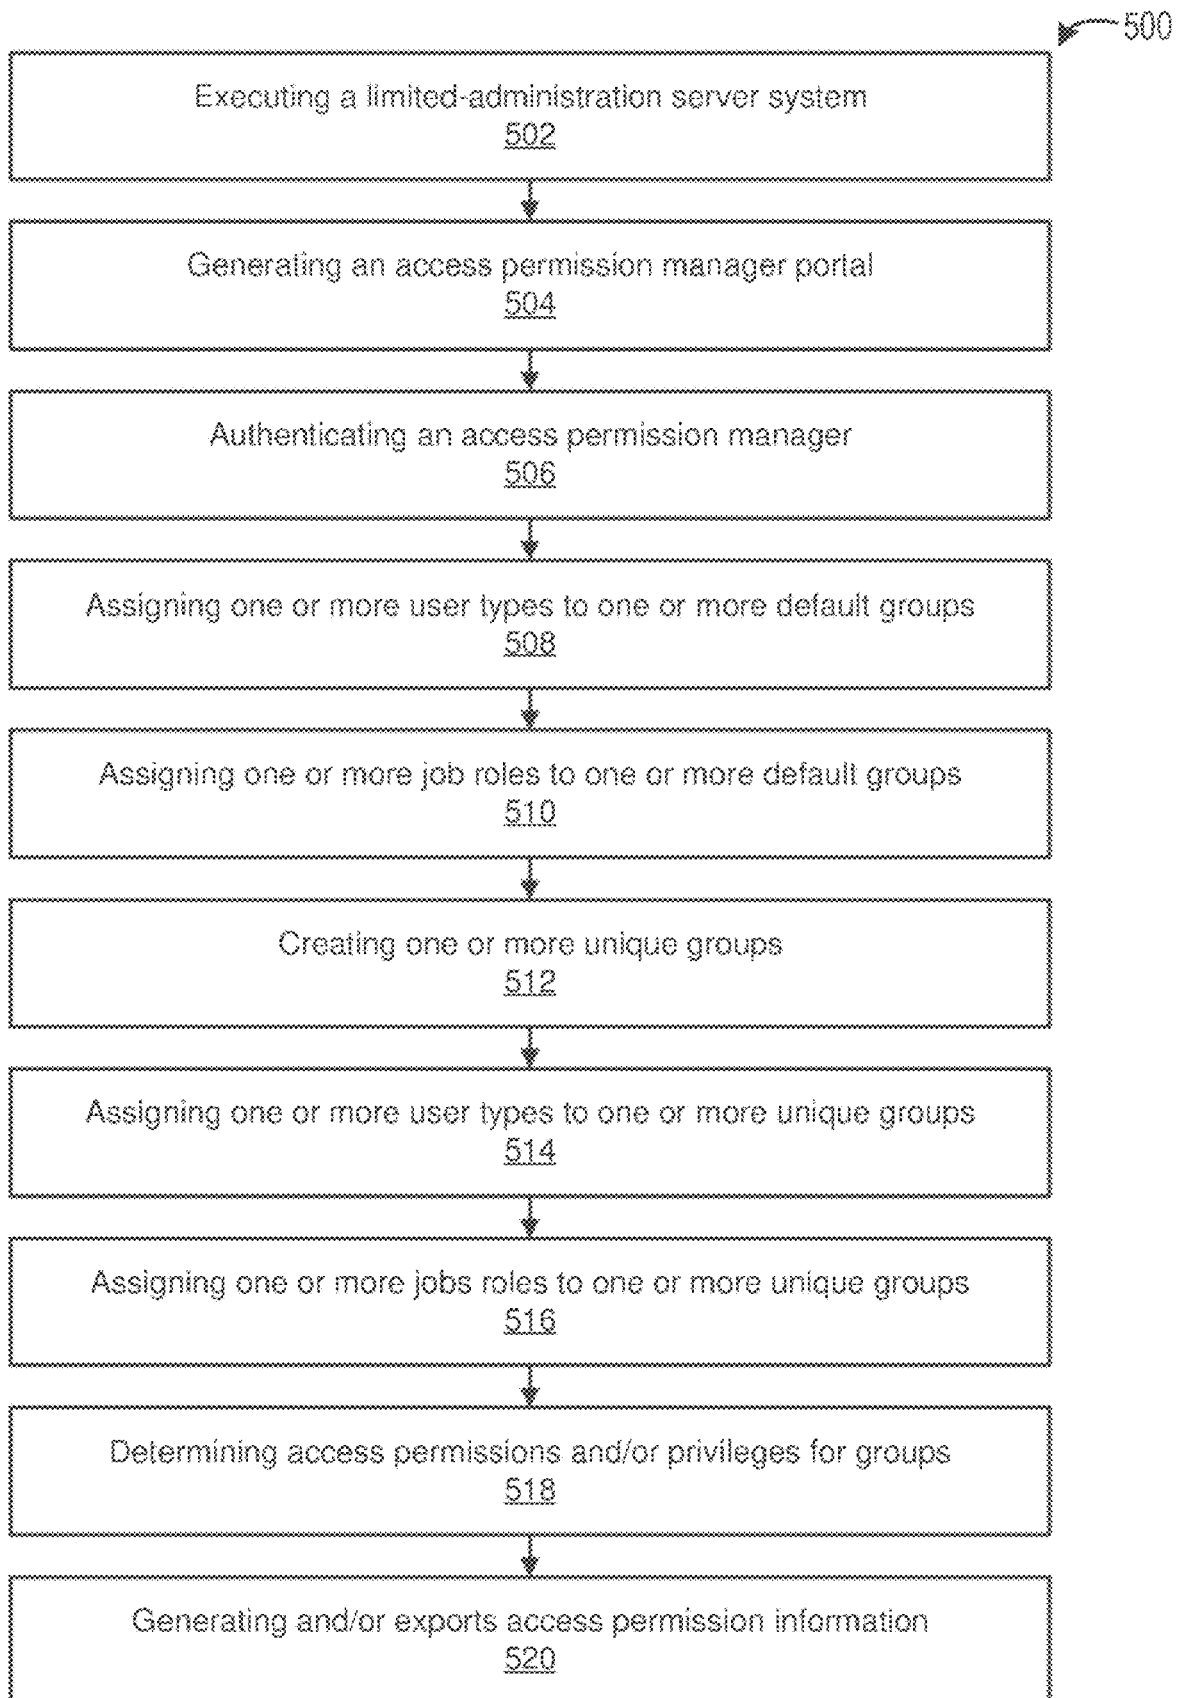 500
Executing a limited-administration server system
502
Generating an access permission manager portal
504
Authenticating an access permission manager
506
Assigning one or more user types to one or more default groups
508
Assigning one or more job roles to one or more default groups
510
Creating one or more unique groups
512
Assigning one or more user types to one or more unique groups
514
Assigning one or more jobs roles to one or more unique groups
516
Determining access permissions and/or privileges for groups
518
Generating and/or exports access permission information
520